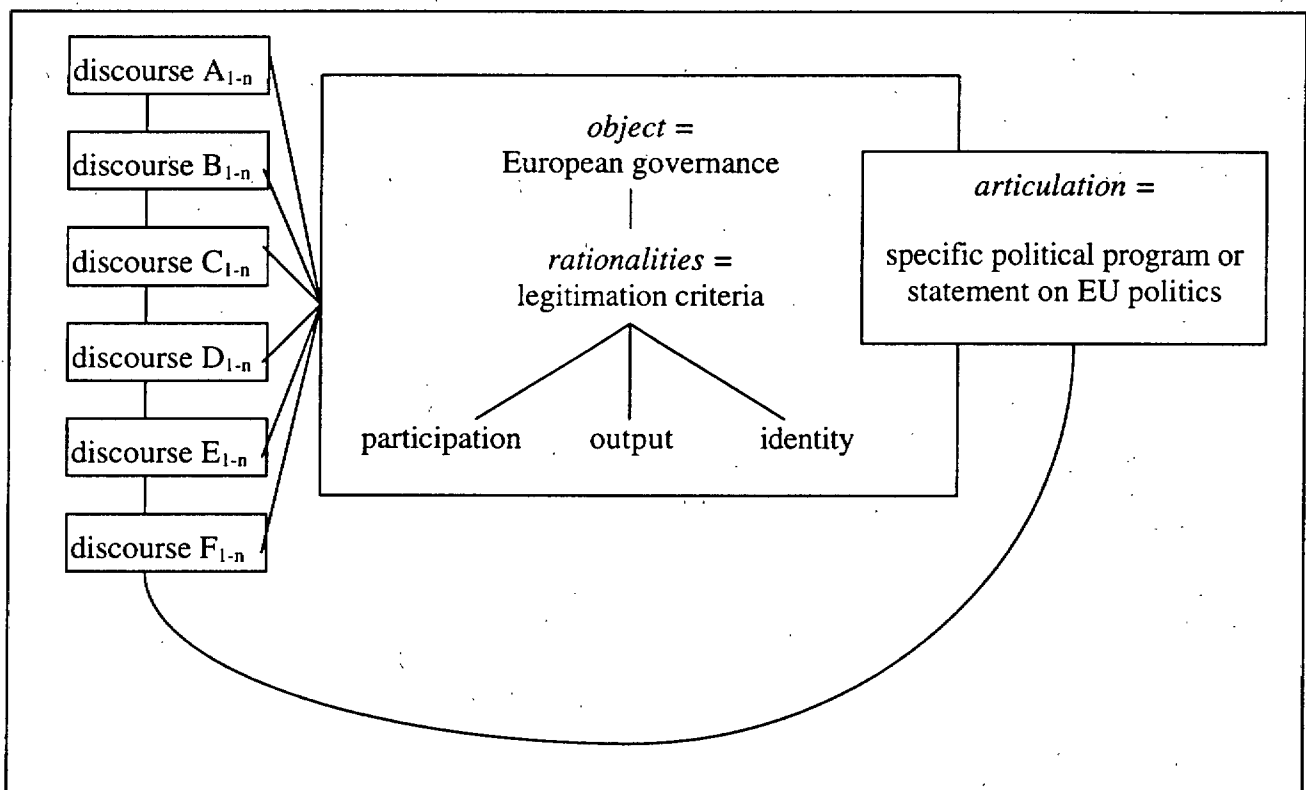 discourse A₁₋ₙ
discourse B₁₋ₙ
discourse C₁₋ₙ
discourse D₁₋ₙ
discourse E₁₋ₙ
discourse F₁₋ₙ
object =
European governance
rationalities =
legitimation criteria
participation output identity
articulation =
specific political program or
statement on EU politics